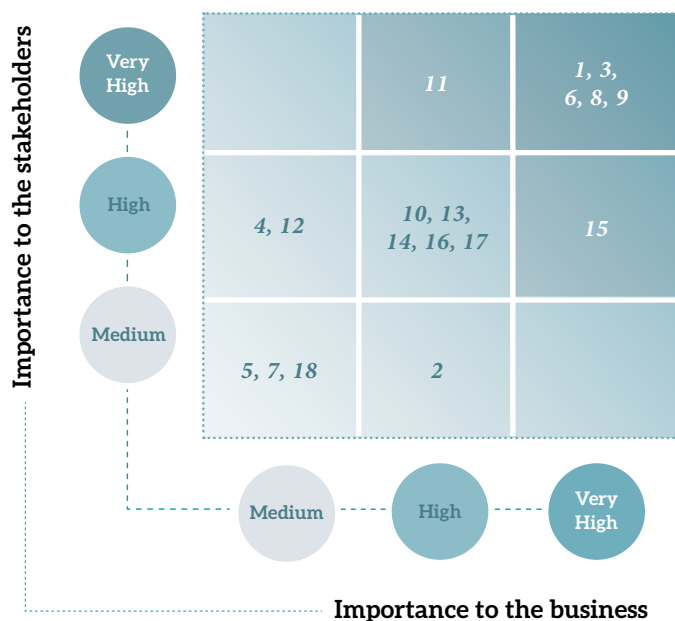 Importance to the stakeholders
Very
High
High
Medium
11
1, 3,
6, 8, 9
4, 12
10, 13,
14, 16, 17
15
5, 7, 18
2
Medium
High
Very
High
Importance to the business